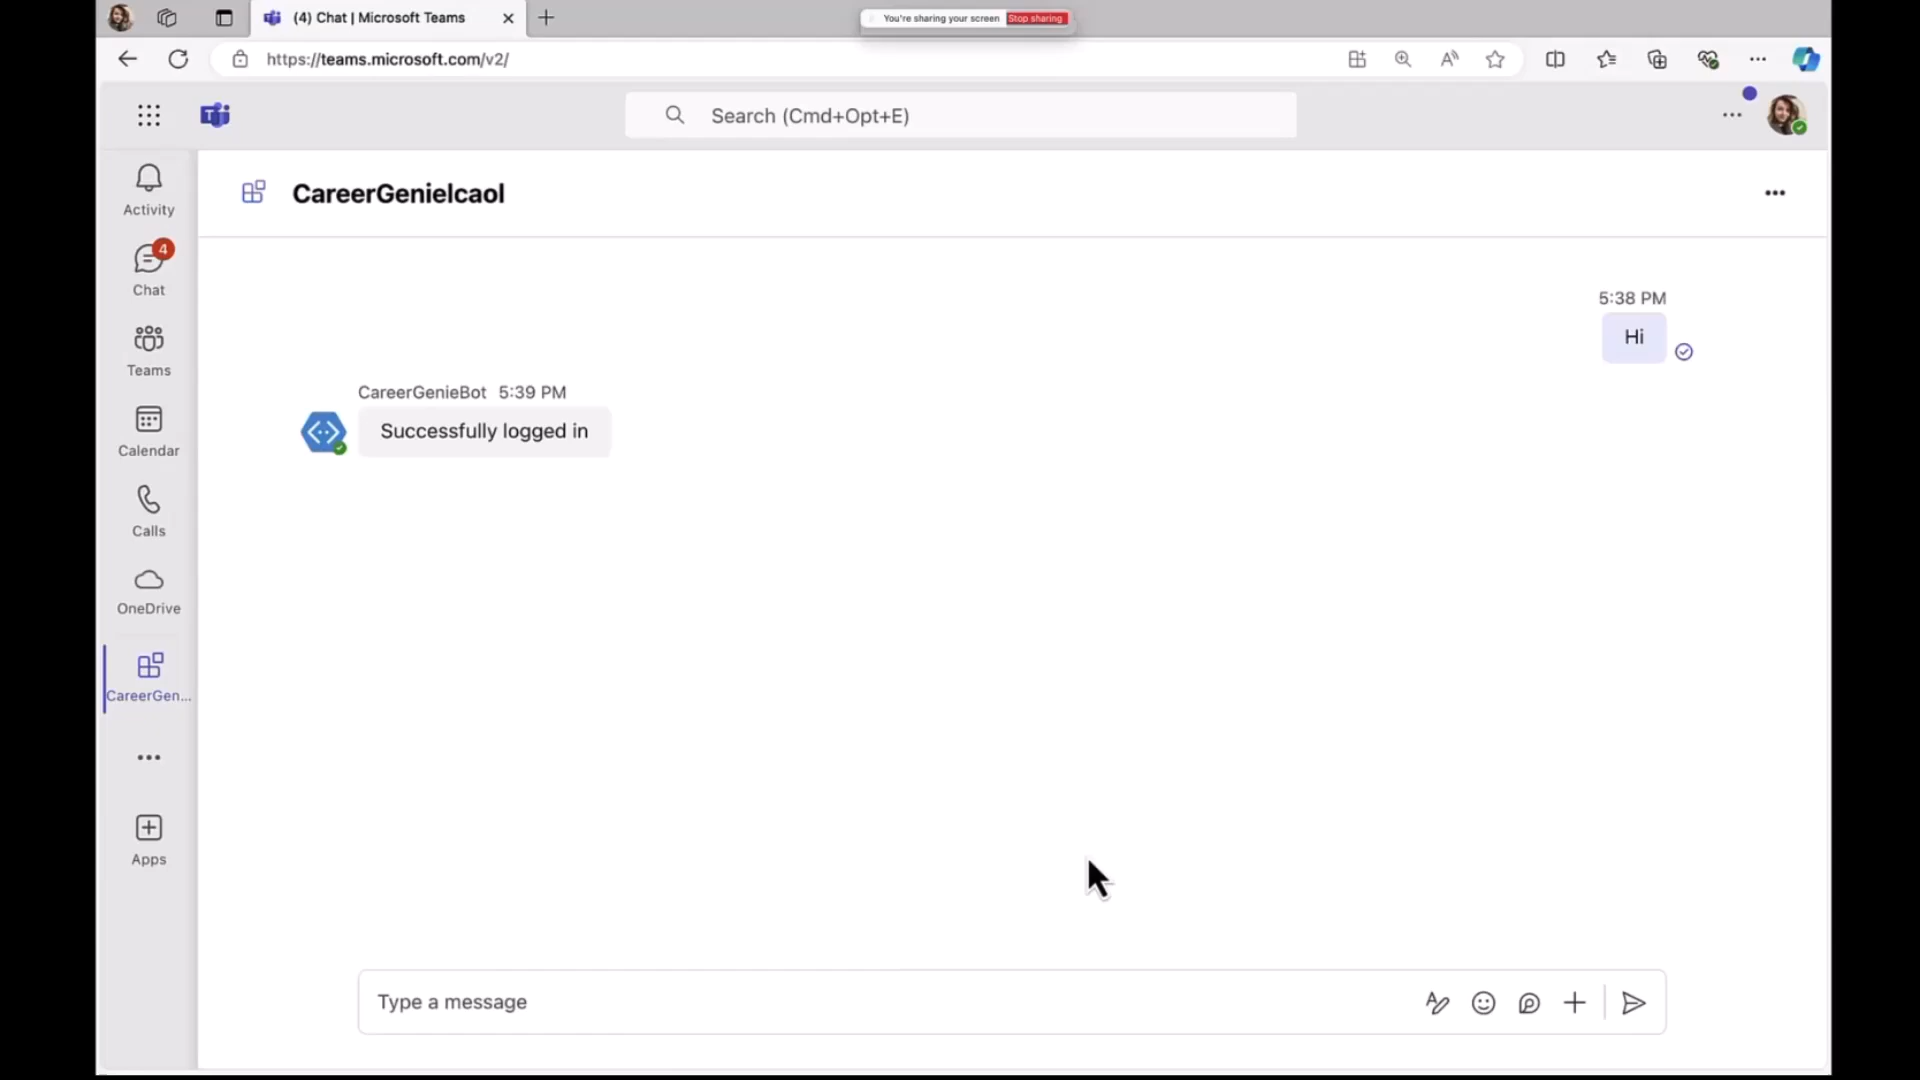 (4) Chat | Microsoft Teams
You're sharing your screen Stop sharing
https://teams.microsoft.com/v2/
Search (Cmd+Opt+E)
Activity
4
Chat
Teams
Calendar
Calls
OneDrive
CareerGen...
Apps
CareerGenielcaol
5:38 PM
Hi
CareerGenieBot 5:39 PM
Successfully logged in
Type a message